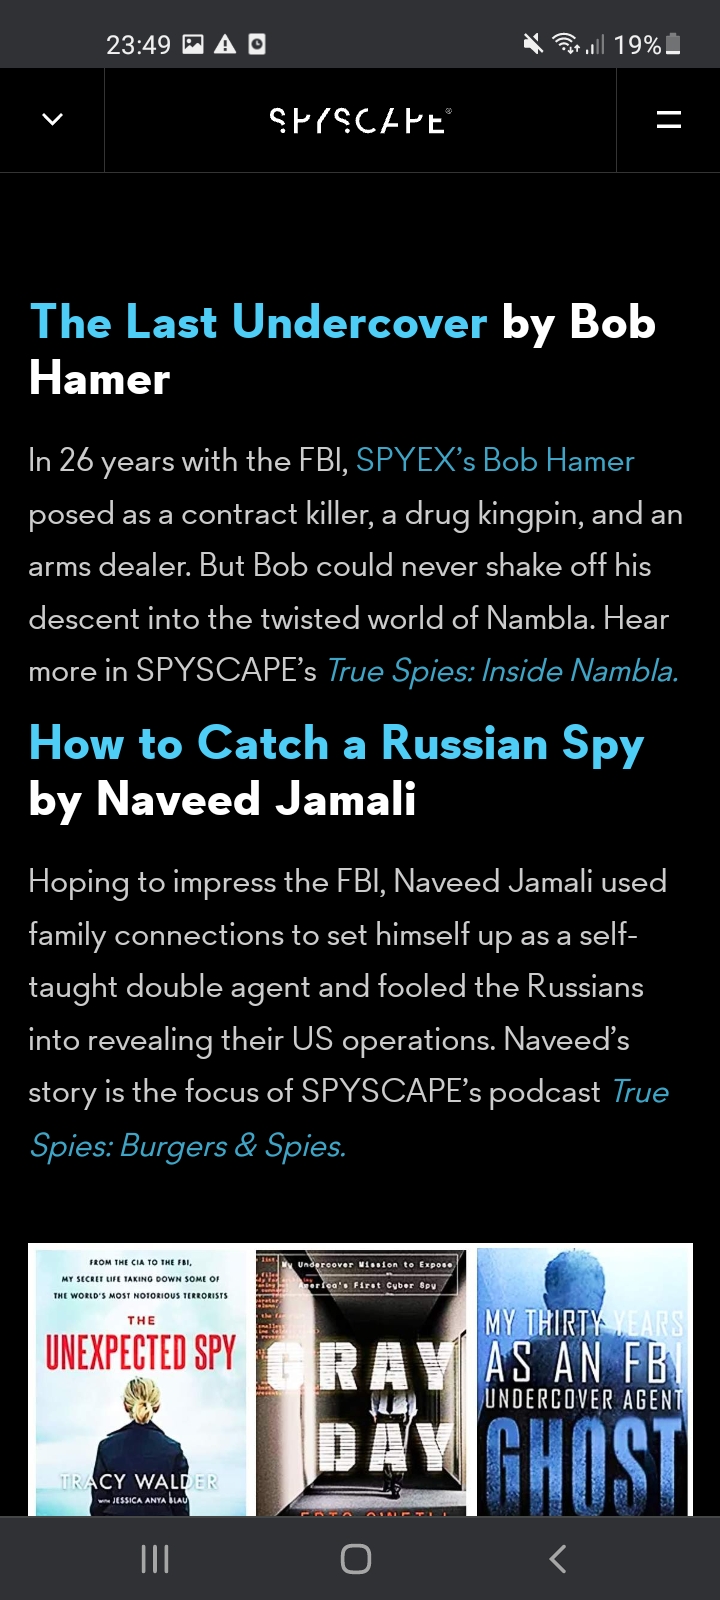 23:49
19%
SPYSCAPE®
The Last Undercover by Bob
Hamer
In 26 years with the FBI, SPYEX’s Bob Hamer
posed as a contract killer, a drug kingpin, and an
arms dealer. But Bob could never shake off his
descent into the twisted world of Nambla. Hear
more in SPYSCAPE’s True Spies: Inside Nambla.
How to Catch a Russian Spy
by Naveed Jamali
Hoping to impress the FBI, Naveed Jamali used
family connections to set himself up as a self-
taught double agent and fooled the Russians
into revealing their US operations. Naveed’s
story is the focus of SPYSCAPE’s podcast True
Spies: Burgers & Spies.
FROM THE CIA TO THE FBI,
MY SECRET LIFE TAKING DOWN SOME OF
THE WORLD'S MOST NOTORIOUS TERRORISTS
THE
UNEXPECTED SPY
TRACY WALDER
WITH JESSICA ANYA BLAU
My Undercover Mission to Expose
America's First Cyber Spy
GRAY
DAY
MY THIRTY YEARS
AS AN FBI
UNDERCOVER AGENT
GHOST